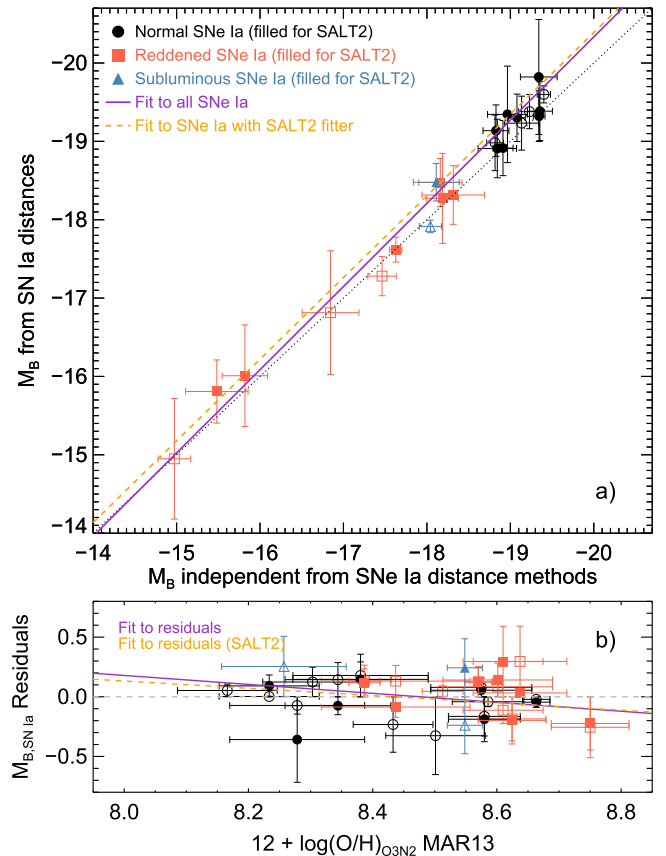 Normal SNe Ia (filled for SALT2)
Reddened SNe Ia (filled for SALT2)
Subluminous SNe Ia (filled for SALT2)
Fit to all SNe Ia
Fit to SNe Ia with SALT2 fitter
M_B from SN Ia distances
−20
−19
−18
−17
−16
−15
−14
a)
−14 −15 −16 −17 −18 −19 −20
M_B independent from SNe Ia distance methods
Fit to residuals
Fit to residuals (SALT2)
b)
M_B,SN Ia Residuals
0.5
0.0
−0.5
8.0 8.2 8.4 8.6 8.8
12 + log(O/H)_O3N2 MAR13